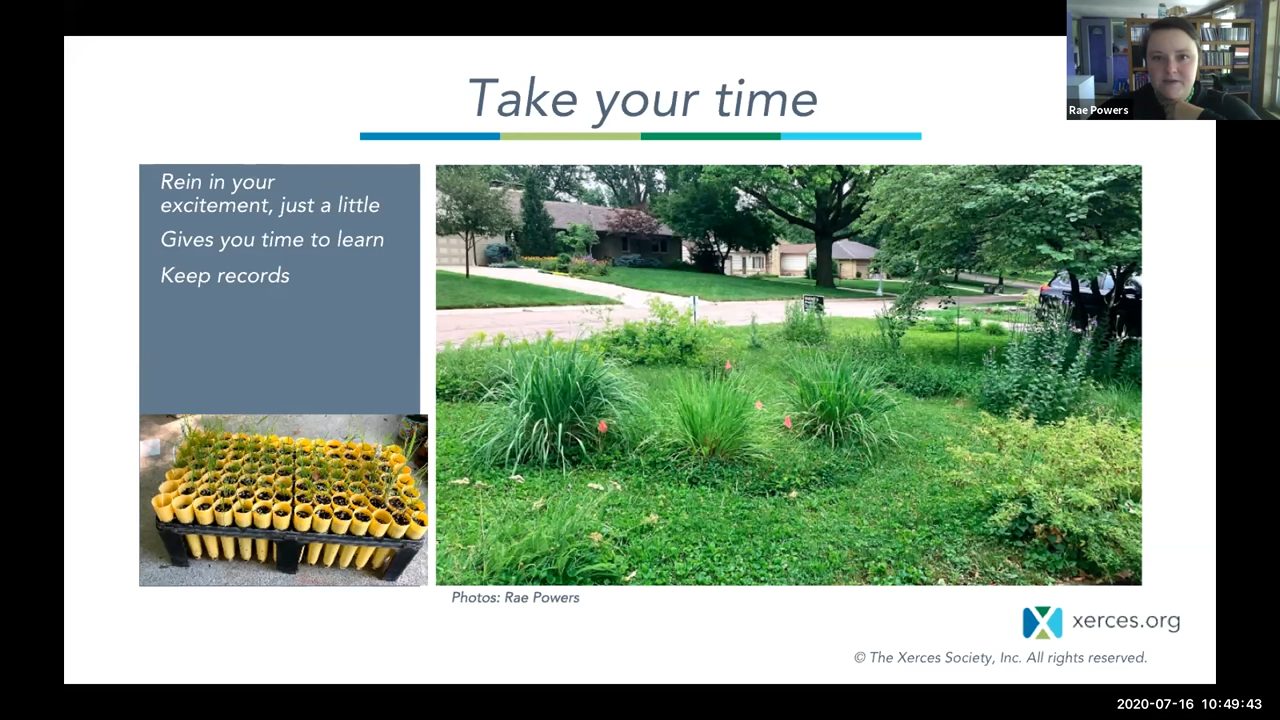 Take your time
Rae Powers
Rein in your
excitement, just a little
Gives you time to learn
Keep records
Photos: Rae Powers
xerces.org
© The Xerces Society, Inc. All rights reserved.
2020-07-16 10:49:43